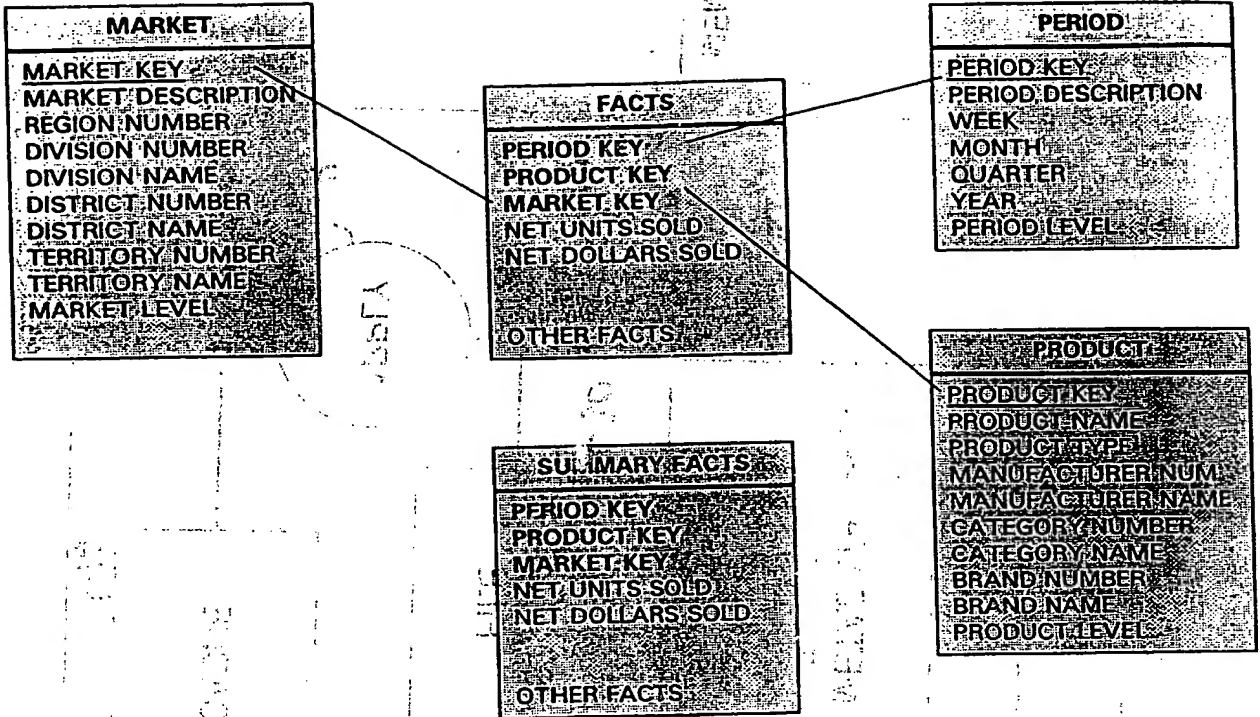 MARKET
MARKET KEY
MARKET DESCRIPTION
REGION NUMBER
DIVISION NUMBER
DIVISION NAME
DISTRICT NUMBER
DISTRICT NAME
TERRITORY NUMBER
TERRITORY NAME
MARKET LEVEL
FACTS
PERIOD KEY
PRODUCT KEY
MARKET KEY
NET UNITS SOLD
NET DOLLARS SOLD
OTHER FACTS
PERIOD
PERIOD KEY
PERIOD DESCRIPTION
WEEK
MONTH
QUARTER
YEAR
PERIOD LEVEL
SUMMARY FACTS
PERIOD KEY
PRODUCT KEY
MARKET KEY
NET UNITS SOLD
NET DOLLARS SOLD
OTHER FACTS
PRODUCT
PRODUCT KEY
PRODUCT NAME
PRODUCT TYPE
MANUFACTURER NUM
MANUFACTURER NAME
CATEGORY NUMBER
CATEGORY NAME
BRAND NUMBER
BRAND NAME
PRODUCT LEVEL